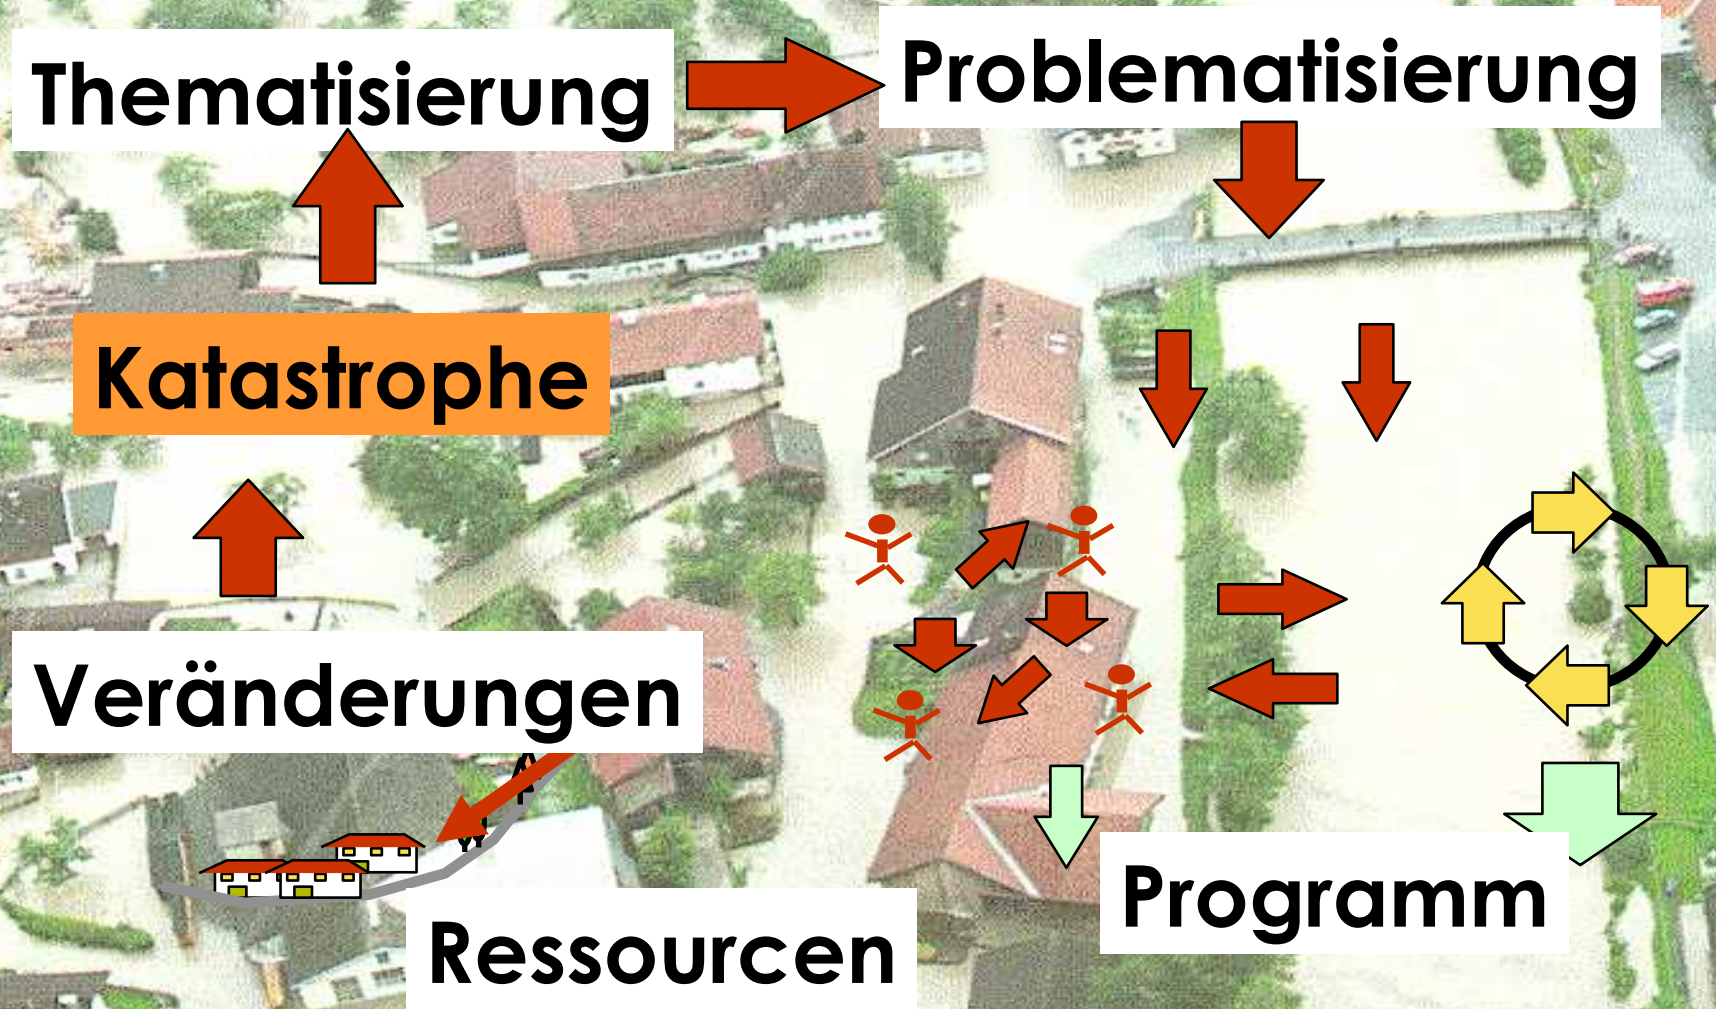 Thematisierung
Problematisierung
Katastrophe
Veränderungen
Programm
Ressourcen